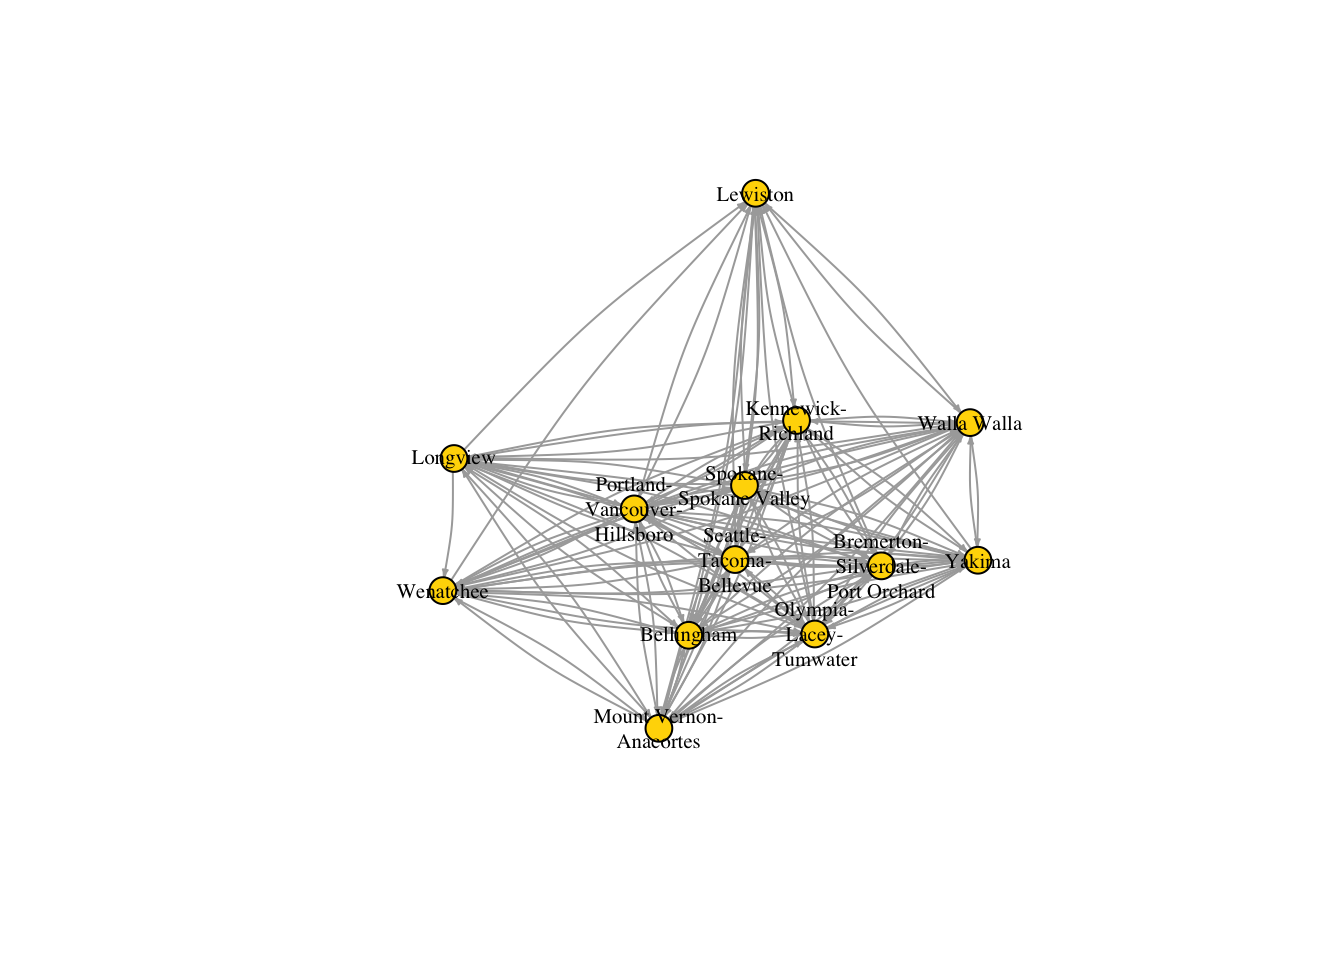 Lewiston
Kennewick-
Richland
Walla Walla
Longview
Spokane-
Spokane Valley
Portland-
Vancouver-
Hillsboro
Seattle-
Tacoma-
Bellevue
Bremerton-
Silverdale-
Port Orchard
Yakima
Wenatchee
Olympia-
Lacey-
Tumwater
Bellingham
Mount Vernon-
Anacortes